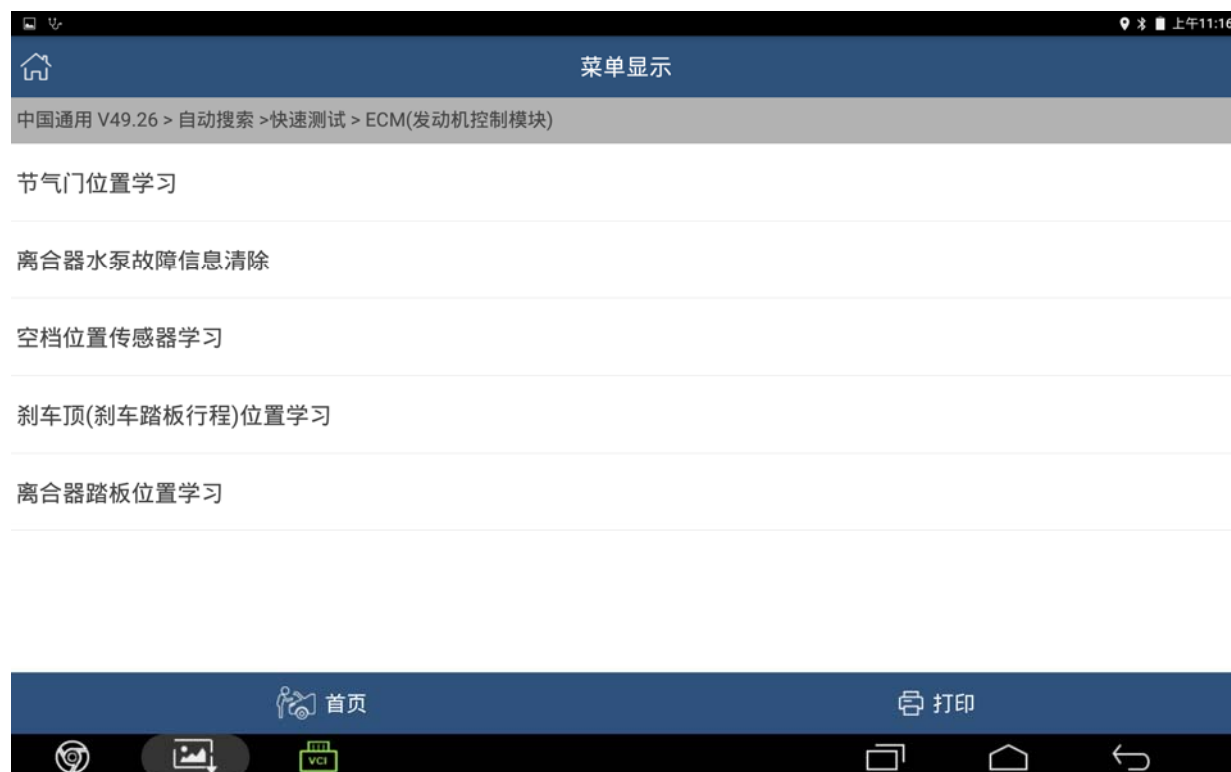 上午11:16
菜单显示
中国通用 V49.26 > 自动搜索 >快速测试 > ECM(发动机控制模块)
节气门位置学习
离合器水泵故障信息清除
空档位置传感器学习
刹车顶(刹车踏板行程)位置学习
离合器踏板位置学习
首页
打印
VCI